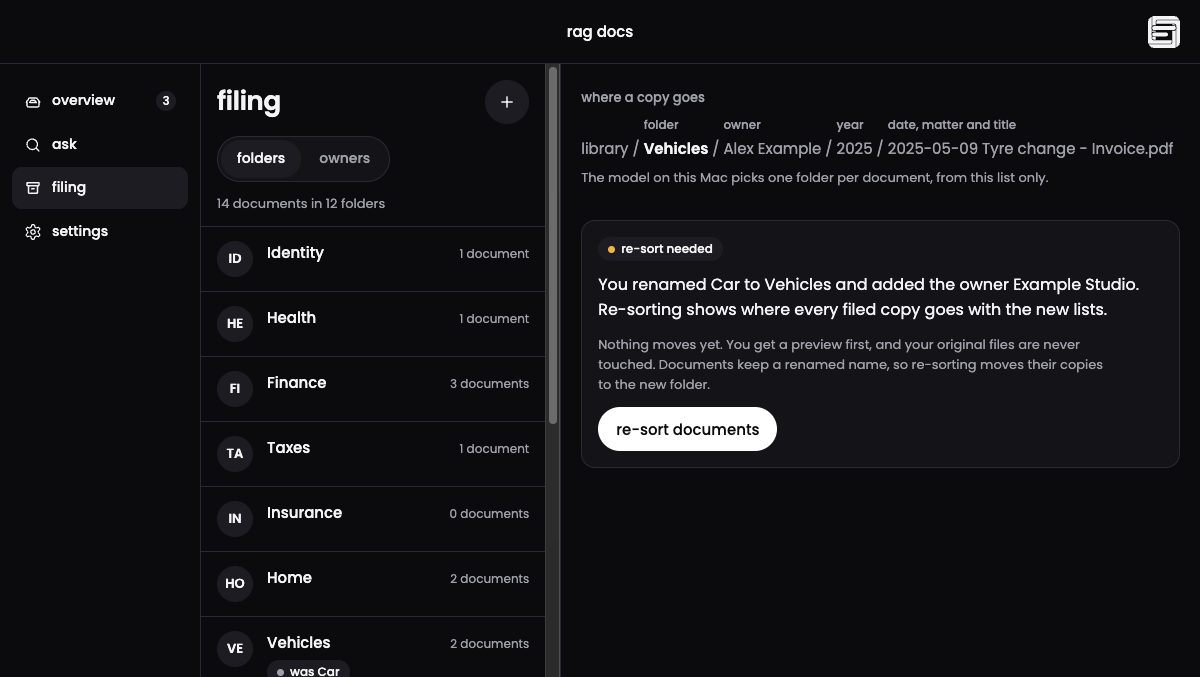 rag docs
overview 3
ask
filing
settings
filing
+
folders owners
14 documents in 12 folders
ID Identity 1 document
HE Health 1 document
FI Finance 3 documents
TA Taxes 1 document
IN Insurance 0 documents
HO Home 2 documents
VE Vehicles 2 documents
was Car
where a copy goes
folder owner year date, matter and title
library / Vehicles / Alex Example / 2025 / 2025-05-09 Tyre change - Invoice.pdf
The model on this Mac picks one folder per document, from this list only.
re-sort needed
You renamed Car to Vehicles and added the owner Example Studio.
Re-sorting shows where every filed copy goes with the new lists.
Nothing moves yet. You get a preview first, and your original files are never
touched. Documents keep a renamed name, so re-sorting moves their copies
to the new folder.
re-sort documents